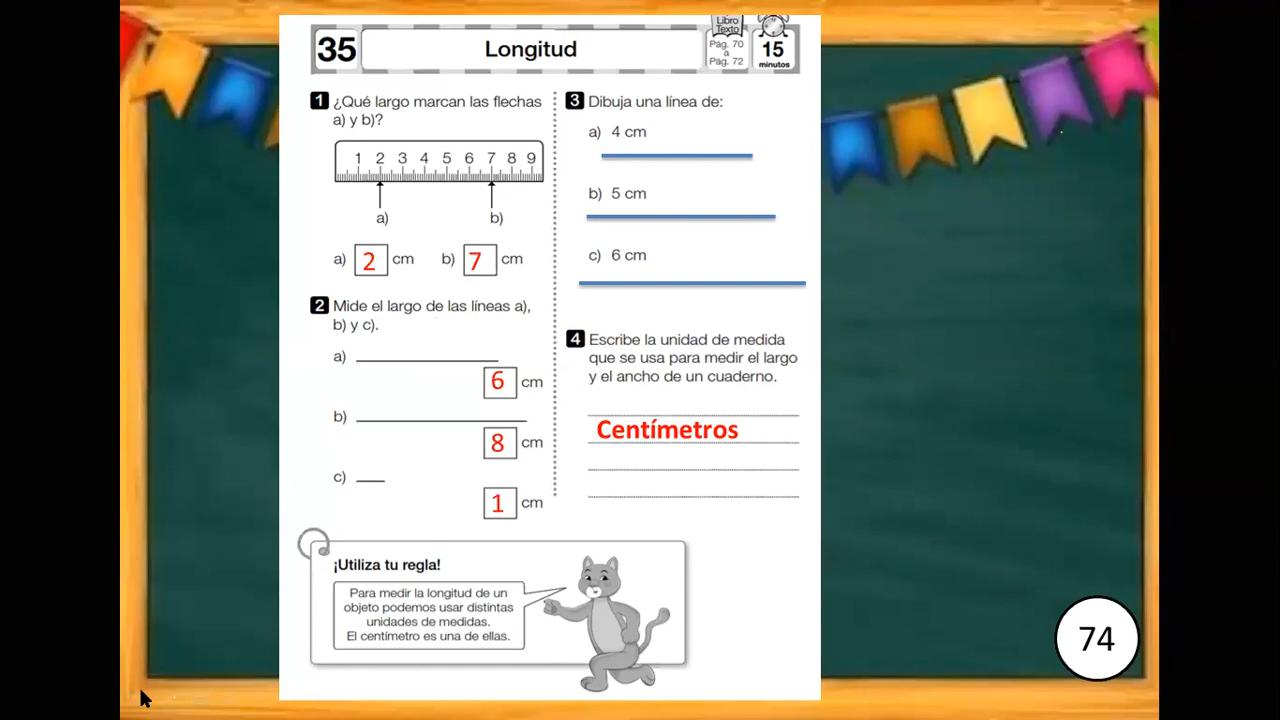 35
Longitud
Libro
Texto
Pág. 70
a
Pág. 72
15
minutos
1 ¿Qué largo marcan las flechas
a) y b)?
1 2 3 4 5 6 7 8 9
a) b)
a) 2 cm b) 7 cm
2 Mide el largo de las líneas a),
b) y c).
a)
6 cm
b)
8 cm
c)
1 cm
3 Dibuja una línea de:
a) 4 cm
b) 5 cm
c) 6 cm
4 Escribe la unidad de medida
que se usa para medir el largo
y el ancho de un cuaderno.
Centímetros
¡Utiliza tu regla!
Para medir la longitud de un
objeto podemos usar distintas
unidades de medidas.
El centímetro es una de ellas.
74